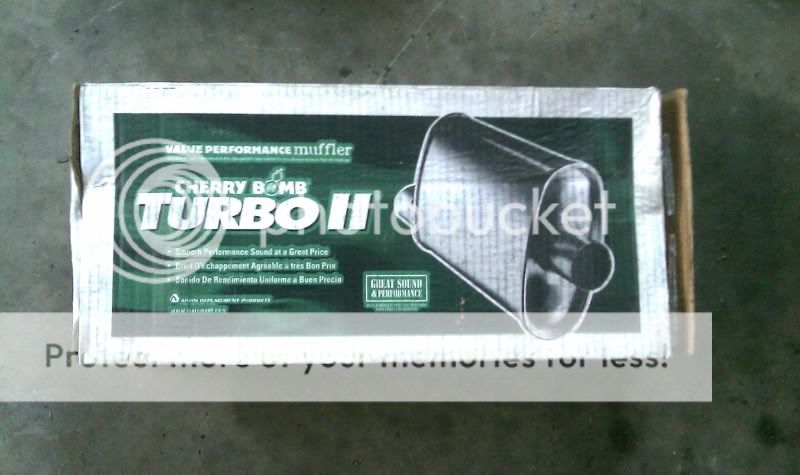 VALUE PERFORMANCE muffler
CHERRY BOMB
TURBO II
photobucket
• Smooth Performance Sound at a Great Price
• Bruit D'échappement Agréable à très Bon Prix
• Sonido De Rendimiento Uniforme a Buen Precio
GREAT SOUND
& PERFORMANCE
ARVIN REPLACEMENT PRODUCTS
Protect more of your memories for less!